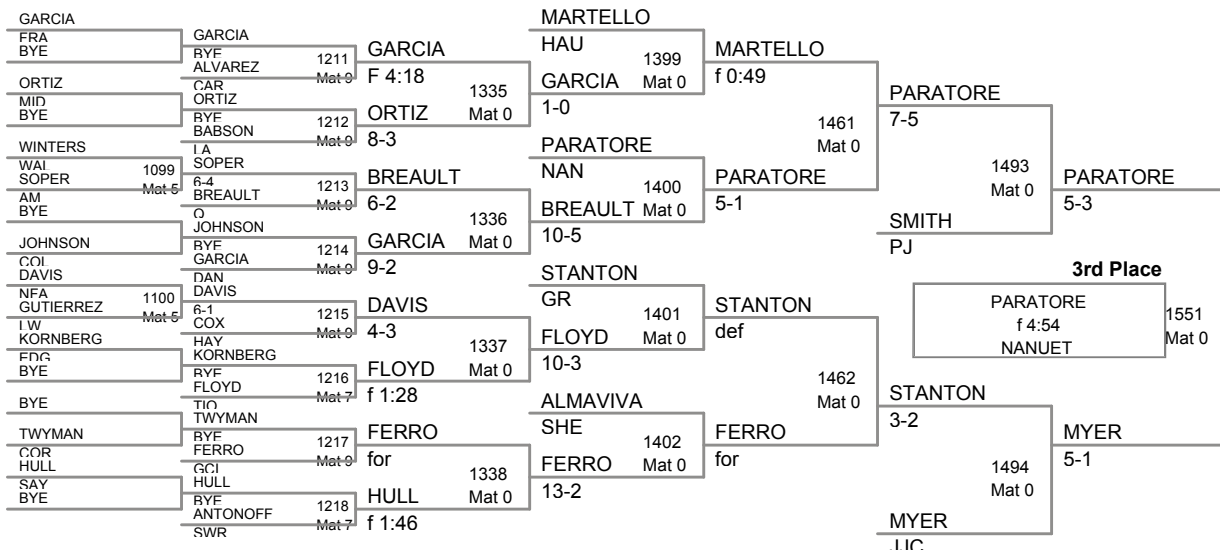 GARCIA
FRA
BYE
ORTIZ
MID
BYE
WINTERS
WAL
SOPER
AM
BYE
JOHNSON
COL
DAVIS
NFA
GUTIERREZ
LW
KORNBERG
EDG
BYE
BYE
TWYMAN
COR
HULL
SAY
BYE
1099
Mat 5
1100
Mat 5
GARCIA
BYE
ALVAREZ
CAR
ORTIZ
BYE
BABSON
LA
SOPER
6-4
BREAULT
O
JOHNSON
BYE
GARCIA
DAN
DAVIS
6-1
COX
HAY
KORNBERG
BYE
FLOYD
TIO
TWYMAN
BYE
FERRO
GCI
HULL
BYE
ANTONOFF
SWR
1211
Mat 9
1212
Mat 9
1213
Mat 9
1214
Mat 9
1215
Mat 9
1216
Mat 7
1217
Mat 9
1218
Mat 7
GARCIA
F 4:18
ORTIZ
8-3
BREAULT
6-2
GARCIA
9-2
DAVIS
4-3
FLOYD
f 1:28
FERRO
for
HULL
f 1:46
1335
Mat 0
1336
Mat 0
1337
Mat 0
1338
Mat 0
MARTELLO
HAU
GARCIA
1-0
PARATORE
NAN
BREAULT
10-5
STANTON
GR
FLOYD
10-3
ALMAVIVA
SHE
FERRO
13-2
1399
Mat 0
1400
Mat 0
1401
Mat 0
1402
Mat 0
MARTELLO
f 0:49
PARATORE
5-1
STANTON
def
FERRO
for
1461
Mat 0
1462
Mat 0
PARATORE
7-5
SMITH
PJ
STANTON
3-2
MYER
JJC
1493
Mat 0
1494
Mat 0
PARATORE
5-3
MYER
5-1
3rd Place
PARATORE
f 4:54
NANUET
1551
Mat 0